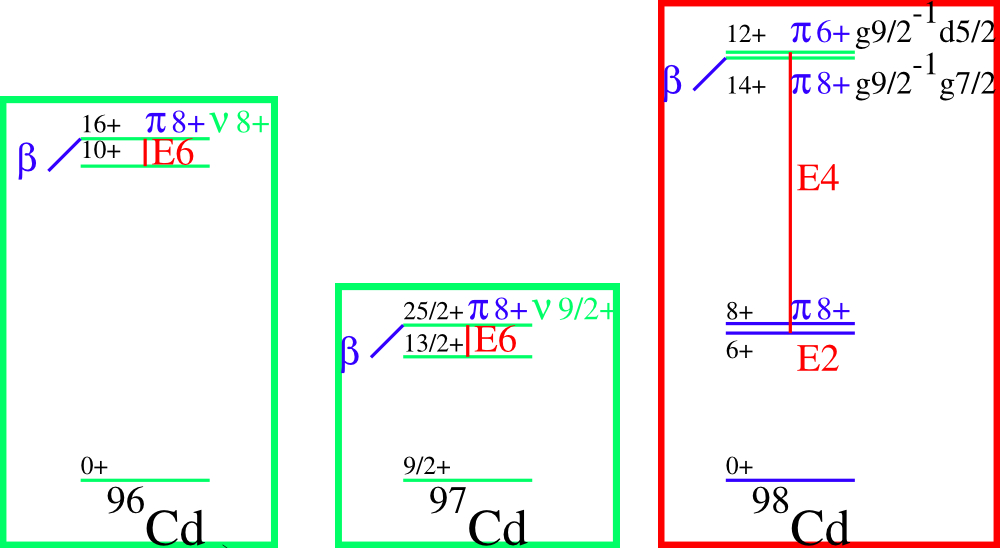 16+ π 8+ ν 8+
β 10+ E6
0+
96Cd
25/2+ π 8+ ν 9/2+
β 13/2+ E6
9/2+
97Cd
12+ π 6+ g9/2-1d5/2
β 14+ π 8+ g9/2-1g7/2
E4
8+ π 8+
6+ E2
0+
98Cd